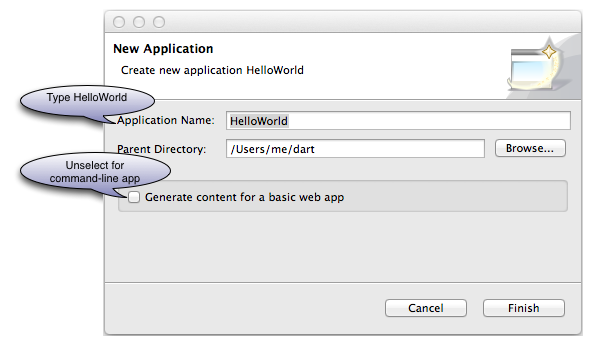 New Application
Create new application HelloWorld
Type HelloWorld
Application Name: HelloWorld
Parent Directory: /Users/me/dart Browse...
Unselect for
command-line app
Generate content for a basic web app
Cancel Finish